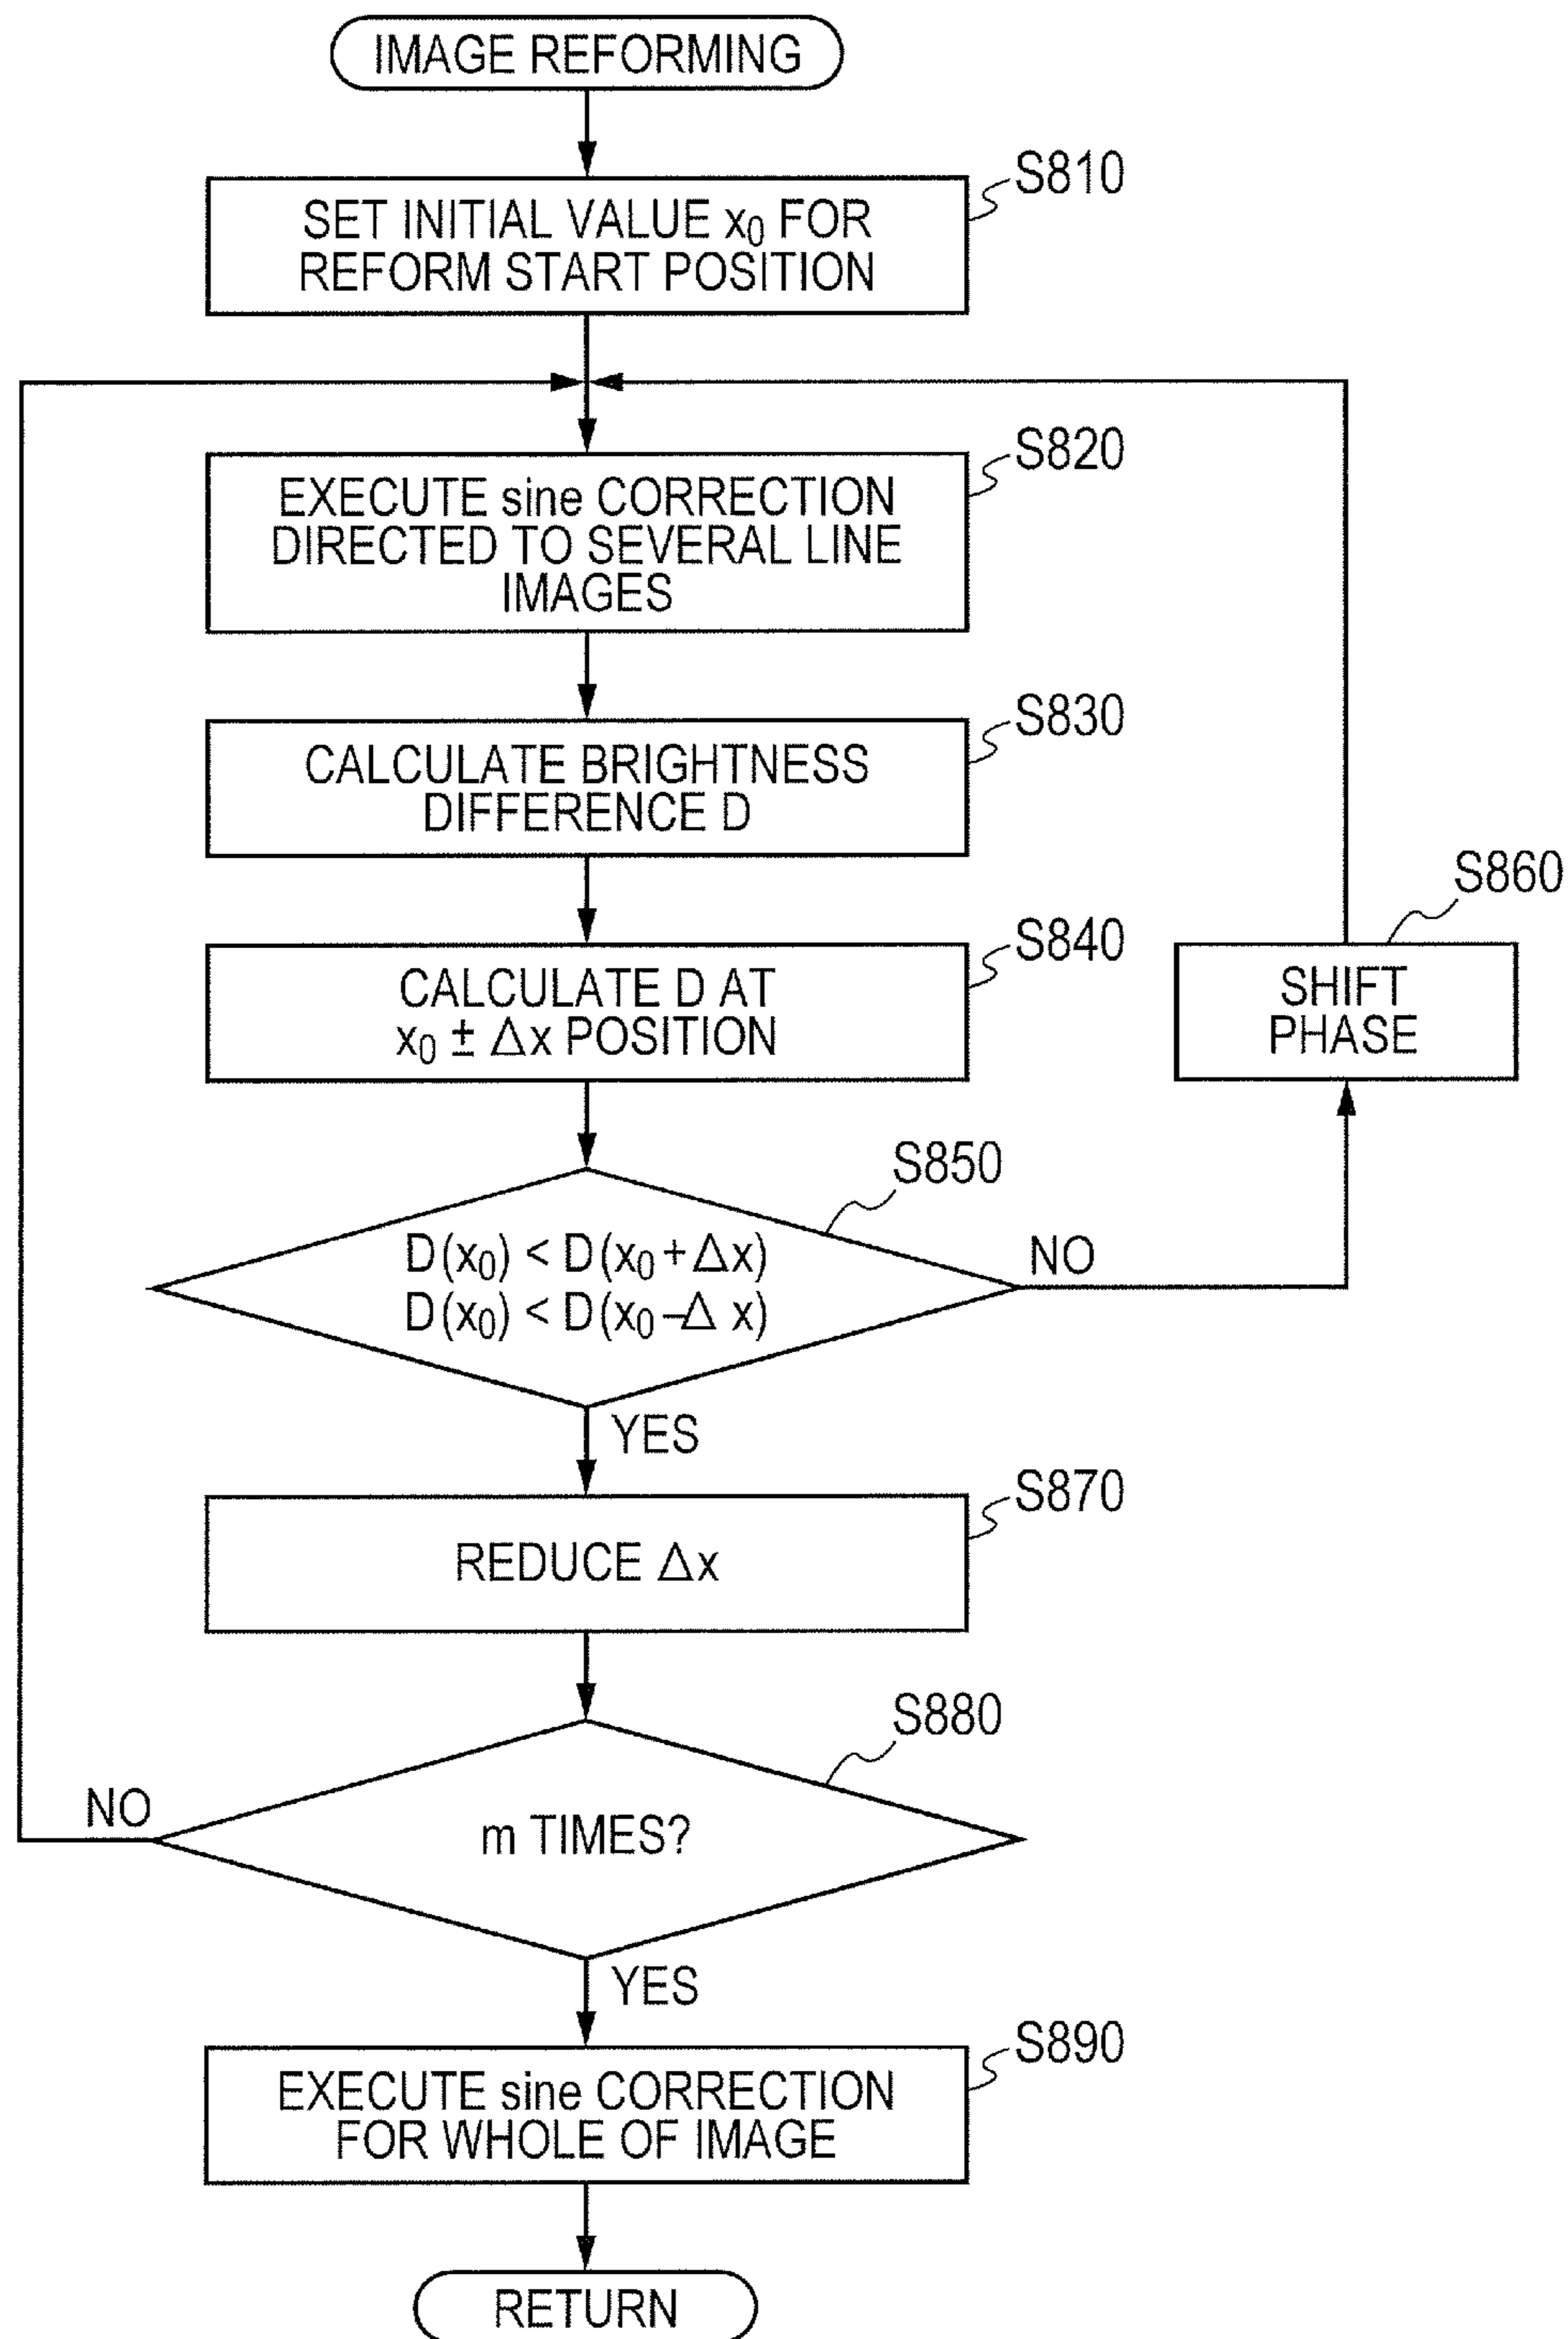 IMAGE REFORMING
S810
SET INITIAL VALUE x₀ FOR
REFORM START POSITION
S820
EXECUTE sine CORRECTION
DIRECTED TO SEVERAL LINE
IMAGES
S830
CALCULATE BRIGHTNESS
DIFFERENCE D
S840
CALCULATE D AT
x₀ ± Δx POSITION
S860
SHIFT
PHASE
S850
D(x₀) < D(x₀+Δx)
D(x₀) < D(x₀−Δ x)
NO
YES
S870
REDUCE Δx
S880
m TIMES?
NO
YES
S890
EXECUTE sine CORRECTION
FOR WHOLE OF IMAGE
RETURN